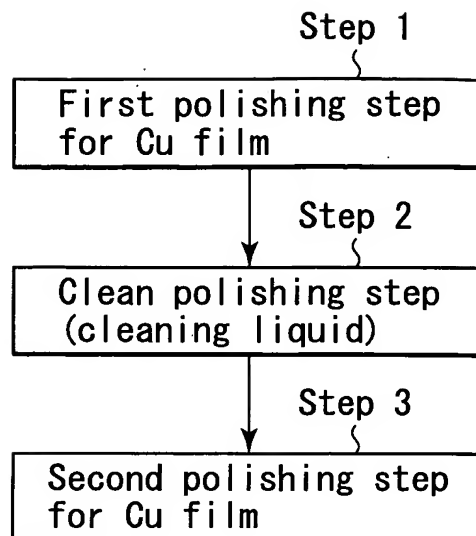 Step 1
First polishing step
for Cu film
Step 2
Clean polishing step
(cleaning liquid)
Step 3
Second polishing step
for Cu film